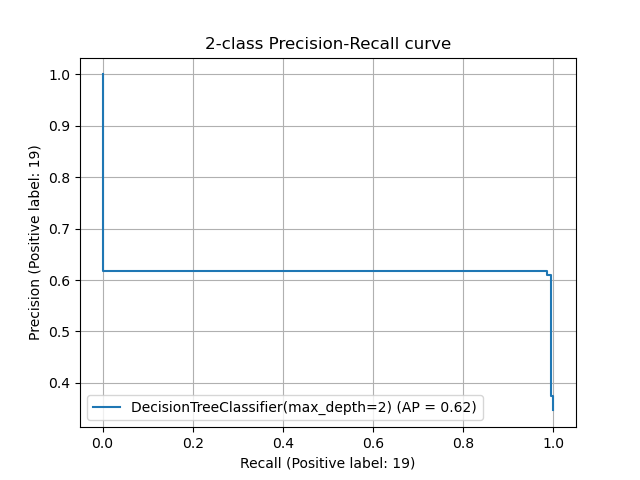 2-class Precision-Recall curve
1.0
0.9
0.8
0.7
0.6
0.5
0.4
Precision (Positive label: 19)
DecisionTreeClassifier(max_depth=2) (AP = 0.62)
0.0 0.2 0.4 0.6 0.8 1.0
Recall (Positive label: 19)